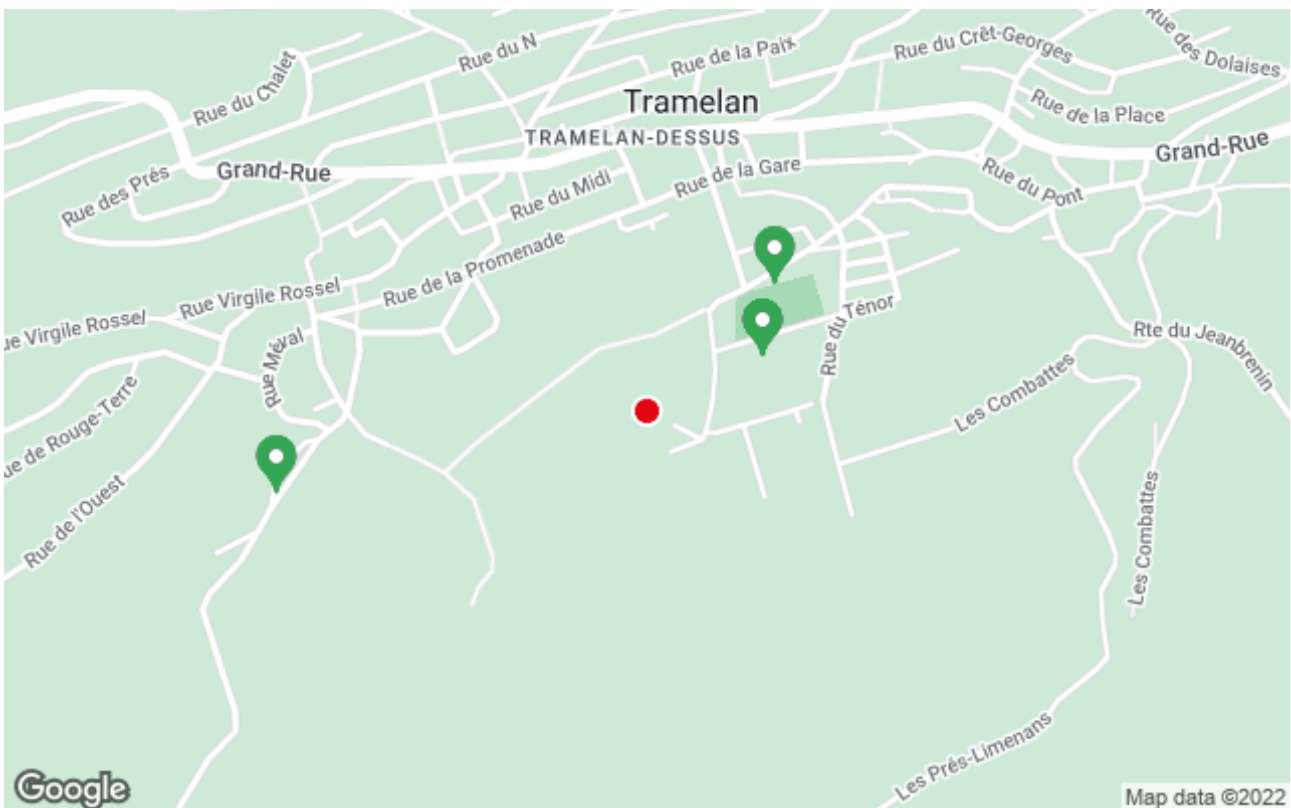 Rue du N
Rue de la Paix
Rue du Crêt-Georges
Rue des Dolaises
Rue du Chalet
Tramelan
Rue de la Place
TRAMELAN-DESSUS
Grand-Rue
Grand-Rue
Rue des Prés
Rue du Midi
Rue de la Gare
Rue du Pont
Rue de la Promenade
Rue Virgile Rossel
ue Virgile Rossel
Rue Méval
Rue du Ténor
Rte du Jeanbrenin
Les Combattes
ue de Rouge-Terre
Rue de l'Ouest
Les Combattes
Les Prés-Limenans
Google
Map data ©2022